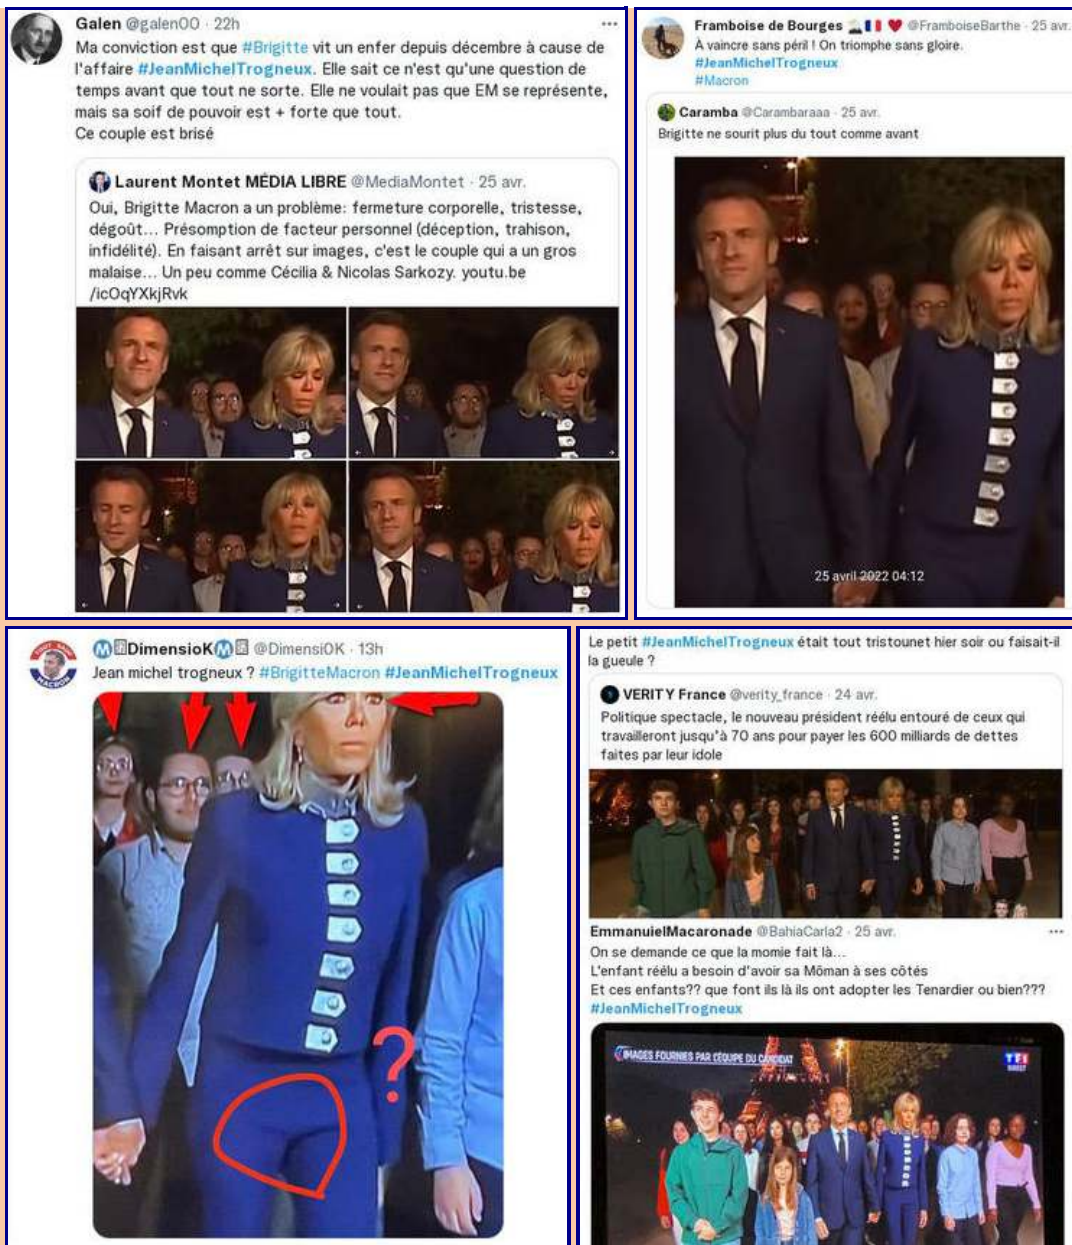 Galen @galen00 · 22h
Ma conviction est que #Brigitte vit un enfer depuis décembre à cause de
l'affaire #JeanMichelTrogneux. Elle sait ce n'est qu'une question de
temps avant que tout ne sorte. Elle ne voulait pas que EM se représente,
mais sa soif de pouvoir est + forte que tout.
Ce couple est brisé
Laurent Montet MÉDIA LIBRE @MediaMontet · 25 avr.
Oui, Brigitte Macron a un problème: fermeture corporelle, tristesse,
dégoût... Présomption de facteur personnel (déception, trahison,
infidélité). En faisant arrêt sur images, c'est le couple qui a un gros
malaise... Un peu comme Cécilia & Nicolas Sarkozy. youtu.be
/icOqYXkjRvk
Framboise de Bourges @FramboiseBarthe · 25 avr.
À vaincre sans péril ! On triomphe sans gloire.
#JeanMichelTrogneux
#Macron
Caramba @Carambaraaa · 25 avr.
Brigitte ne sourit plus du tout comme avant
25 avril 2022 04:12
DimensioK @Dimensi0K · 13h
Jean michel trogneux ? #BrigitteMacron #JeanMichelTrogneux
MACRON
?
Le petit #JeanMichelTrogneux était tout tristounet hier soir ou faisait-il
la gueule ?
VERITY France @verity_france · 24 avr.
Politique spectacle, le nouveau président réélu entouré de ceux qui
travailleront jusqu'à 70 ans pour payer les 600 milliards de dettes
faites par leur idole
EmmanuielMacaronade @BahiaCarla2 · 25 avr.
On se demande ce que la momie fait là...
L'enfant réélu a besoin d'avoir sa Môman à ses côtés
Et ces enfants?? que font ils là ils ont adopter les Tenardier ou bien???
#JeanMichelTrogneux
IMAGES FOURNIES PAR L'ÉQUIPE DU CANDIDAT
TF1
DIRECT